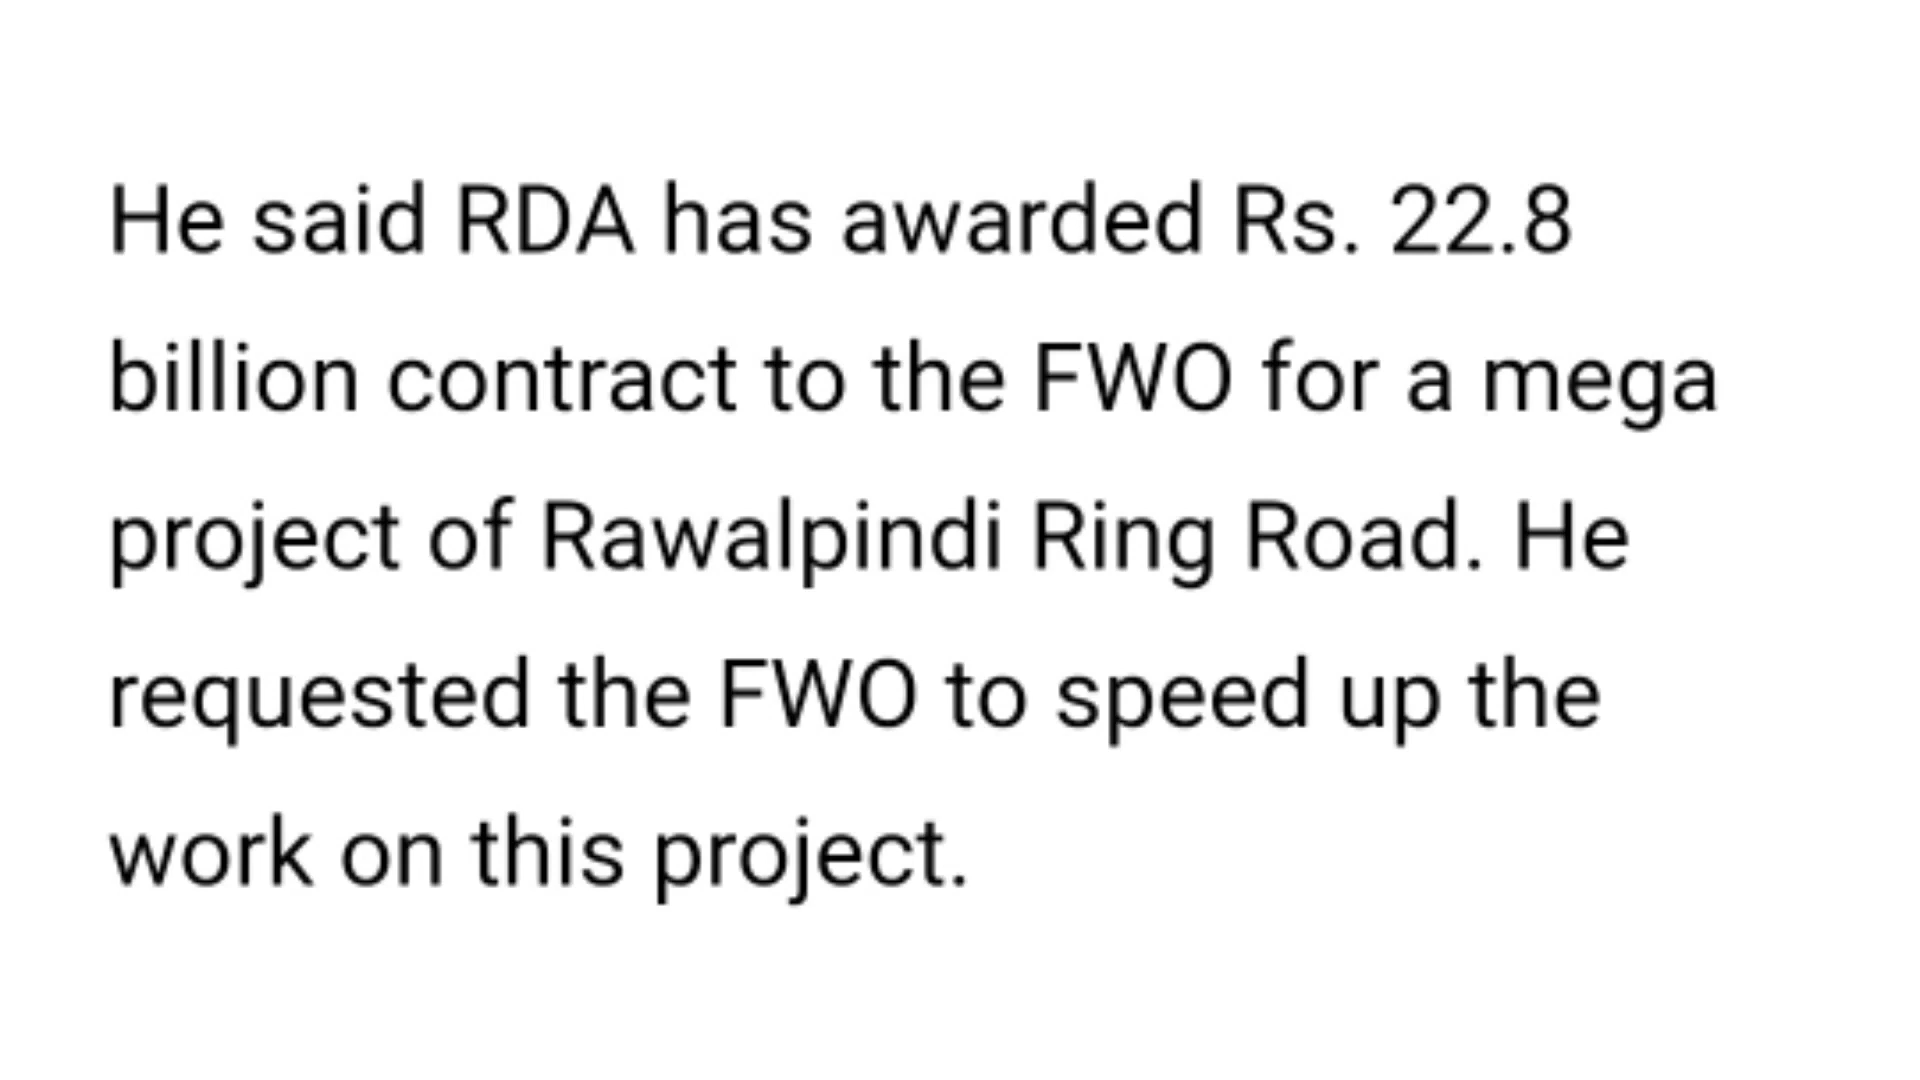 He said RDA has awarded Rs. 22.8
billion contract to the FWO for a mega
project of Rawalpindi Ring Road. He
requested the FWO to speed up the
work on this project.